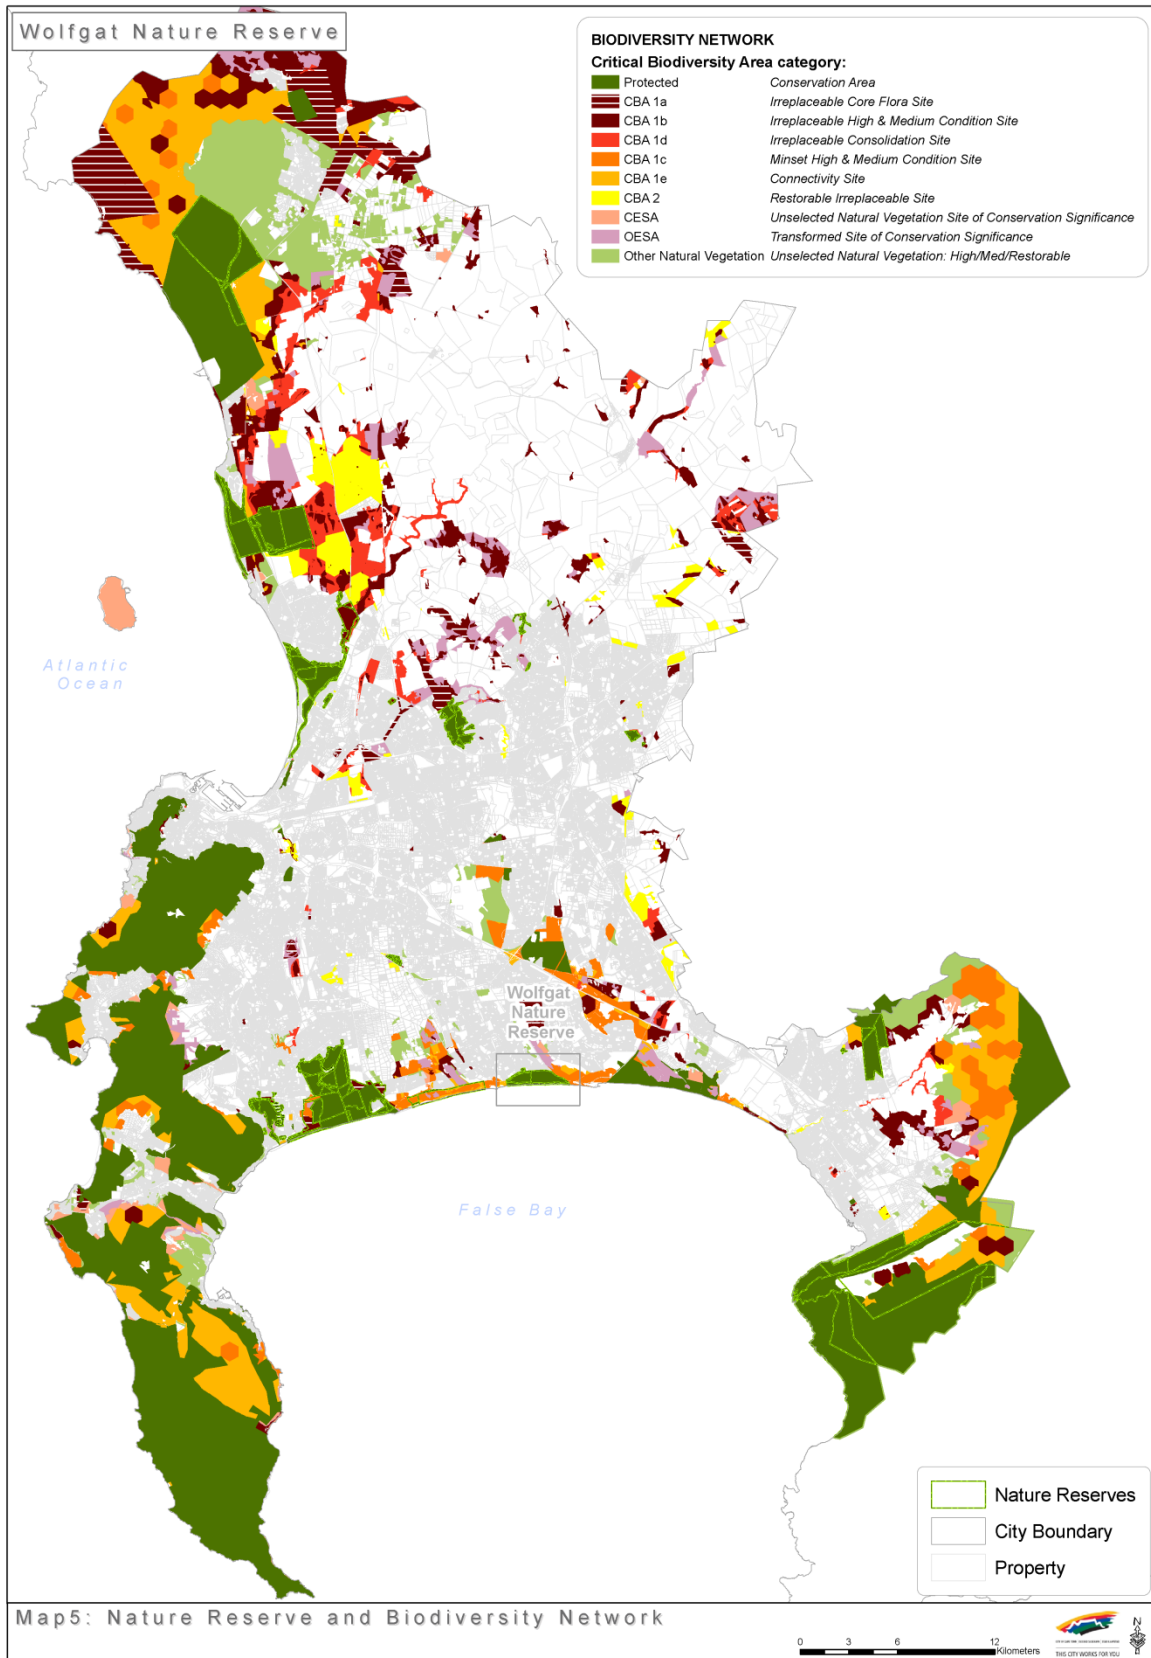 Wolfgat Nature Reserve
BIODIVERSITY NETWORK
Critical Biodiversity Area category:
Protected Conservation Area
CBA 1a Irreplaceable Core Flora Site
CBA 1b Irreplaceable High & Medium Condition Site
CBA 1d Irreplaceable Consolidation Site
CBA 1c Minset High & Medium Condition Site
CBA 1e Connectivity Site
CBA 2 Restorable Irreplaceable Site
CESA Unselected Natural Vegetation Site of Conservation Significance
OESA Transformed Site of Conservation Significance
Other Natural Vegetation Unselected Natural Vegetation: High/Med/Restorable
Atlantic
Ocean
Wolfgat
Nature
Reserve
False Bay
Nature Reserves
City Boundary
Property
Map5: Nature Reserve and Biodiversity Network
0 3 6 12
Kilometers
THIS CITY WORKS FOR YOU
N